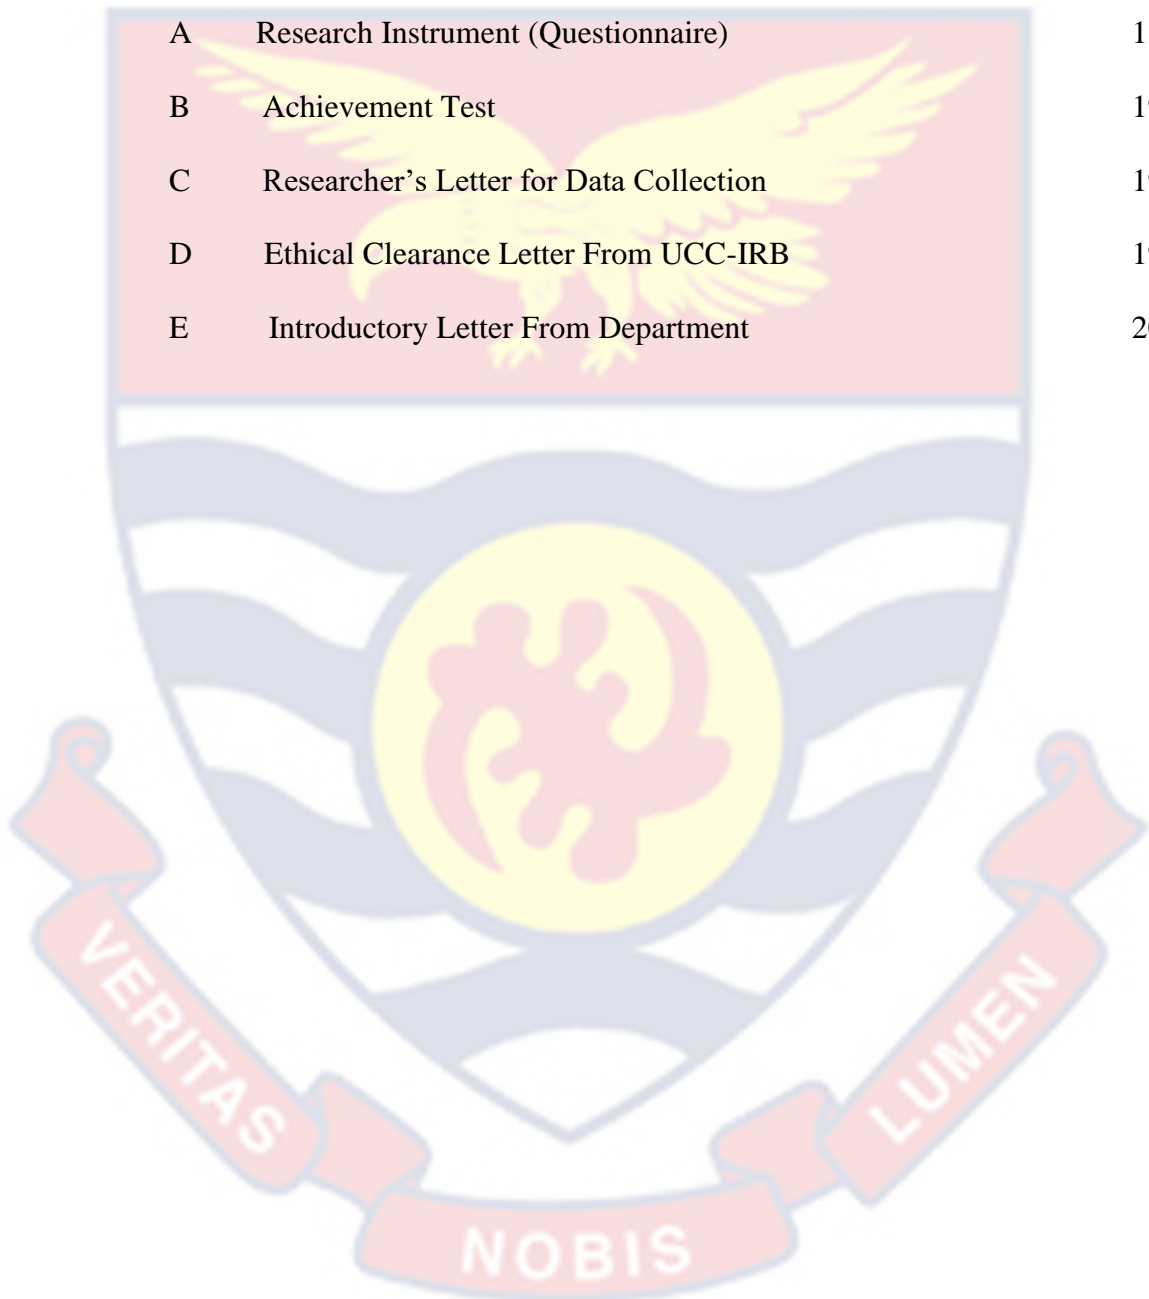 A Research Instrument (Questionnaire)
B Achievement Test
C Researcher’s Letter for Data Collection
D Ethical Clearance Letter From UCC-IRB
E Introductory Letter From Department
VERITAS
NOBIS
LUMEN